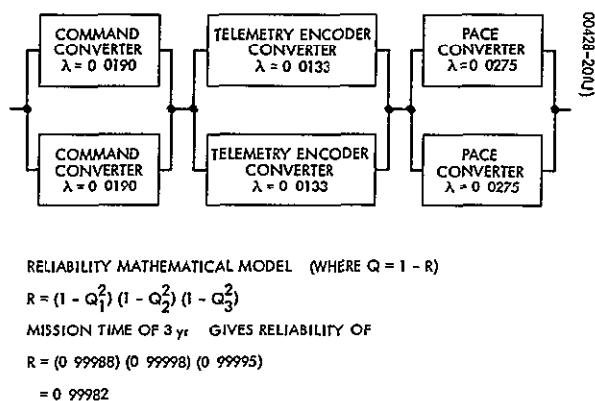 COMMAND
CONVERTER
λ = 0 0190
TELEMETRY ENCODER
CONVERTER
λ = 0 0133
PACE
CONVERTER
λ = 0 0275
00428-20(U)
COMMAND
CONVERTER
λ = 0 0190
TELEMETRY ENCODER
CONVERTER
λ = 0 0133
PACE
CONVERTER
λ = 0 0275
RELIABILITY MATHEMATICAL MODEL (WHERE Q = 1 - R)
R = (1 - Q₁²) (1 - Q₂²) (1 - Q₃²)
MISSION TIME OF 3 yr GIVES RELIABILITY OF
R = (0 99988) (0 99998) (0 99995)
= 0 99982